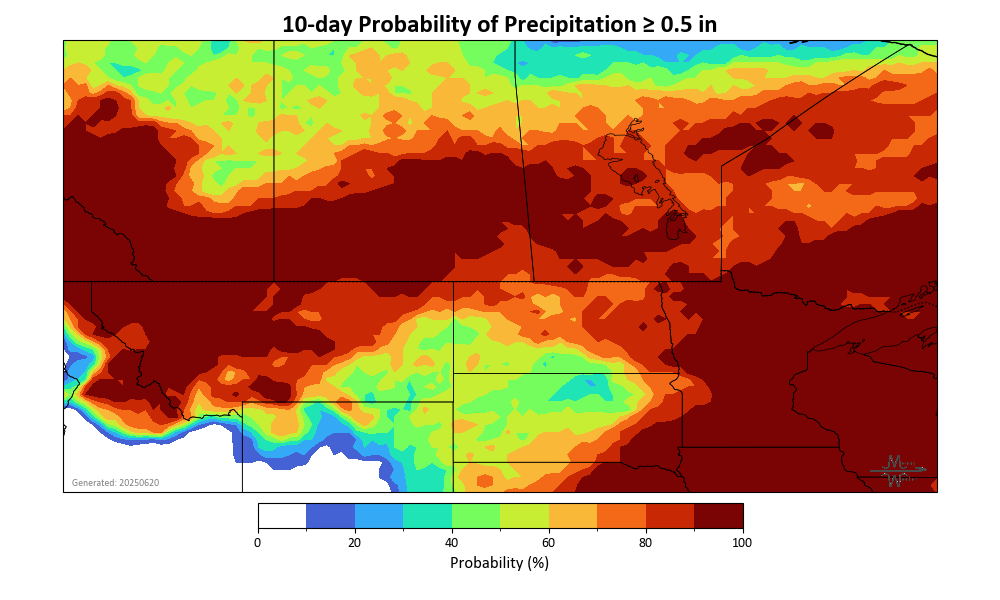 10-day Probability of Precipitation ≥ 0.5 in
Generated: 20250620
0 20 40 60 80 100
Probability (%)